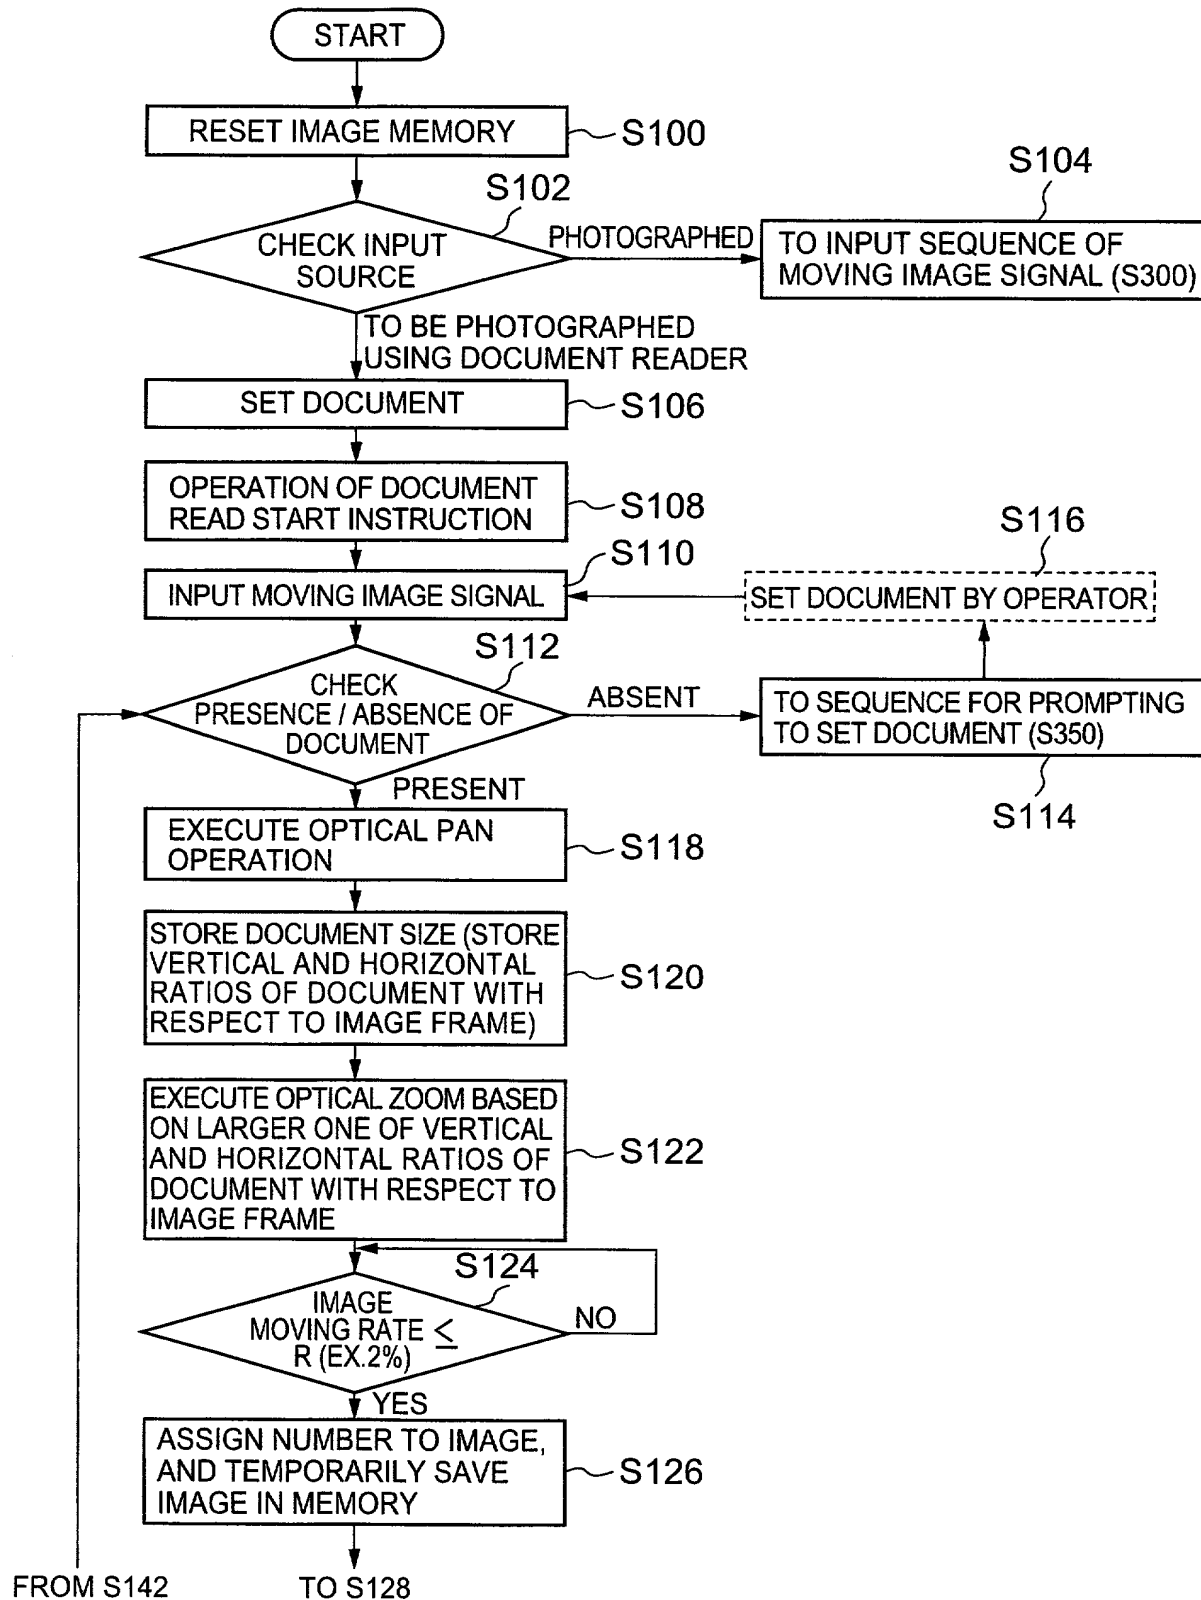 START
RESET IMAGE MEMORY
S100
S102
CHECK INPUT
SOURCE
PHOTOGRAPHED
S104
TO INPUT SEQUENCE OF
MOVING IMAGE SIGNAL (S300)
TO BE PHOTOGRAPHED
USING DOCUMENT READER
SET DOCUMENT
S106
OPERATION OF DOCUMENT
READ START INSTRUCTION
S108
S110
INPUT MOVING IMAGE SIGNAL
S116
SET DOCUMENT BY OPERATOR
S112
CHECK
PRESENCE / ABSENCE OF
DOCUMENT
ABSENT
TO SEQUENCE FOR PROMPTING
TO SET DOCUMENT (S350)
S114
PRESENT
EXECUTE OPTICAL PAN
OPERATION
S118
STORE DOCUMENT SIZE (STORE
VERTICAL AND HORIZONTAL
RATIOS OF DOCUMENT WITH
RESPECT TO IMAGE FRAME)
S120
EXECUTE OPTICAL ZOOM BASED
ON LARGER ONE OF VERTICAL
AND HORIZONTAL RATIOS OF
DOCUMENT WITH RESPECT TO
IMAGE FRAME
S122
S124
IMAGE
MOVING RATE ≤
R (EX.2%)
NO
YES
ASSIGN NUMBER TO IMAGE,
AND TEMPORARILY SAVE
IMAGE IN MEMORY
S126
FROM S142
TO S128